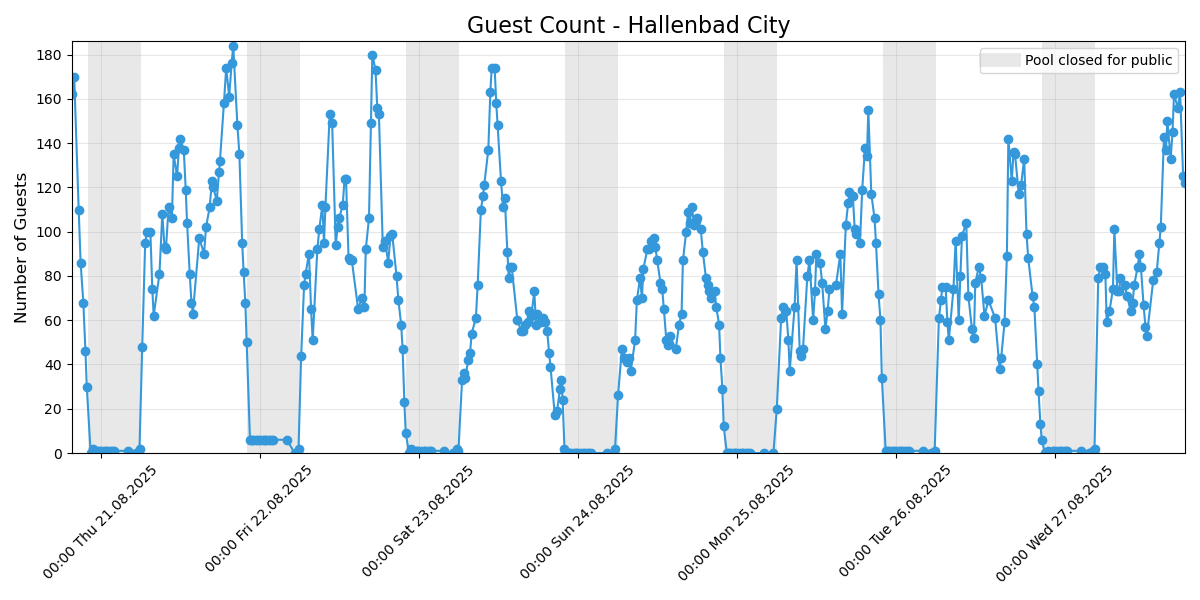 Guest Count - Hallenbad City
Pool closed for public
Number of Guests
180
160
140
120
100
80
60
40
20
0
00:00 Thu 21.08.2025
00:00 Fri 22.08.2025
00:00 Sat 23.08.2025
00:00 Sun 24.08.2025
00:00 Mon 25.08.2025
00:00 Tue 26.08.2025
00:00 Wed 27.08.2025